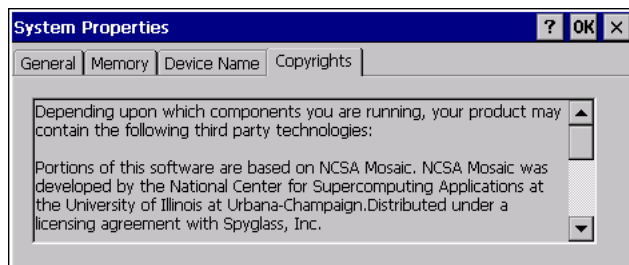 System Properties ? OK ×
General Memory Device Name Copyrights
Depending upon which components you are running, your product may
contain the following third party technologies:
Portions of this software are based on NCSA Mosaic. NCSA Mosaic was
developed by the National Center for Supercomputing Applications at
the University of Illinois at Urbana-Champaign.Distributed under a
licensing agreement with Spyglass, Inc.